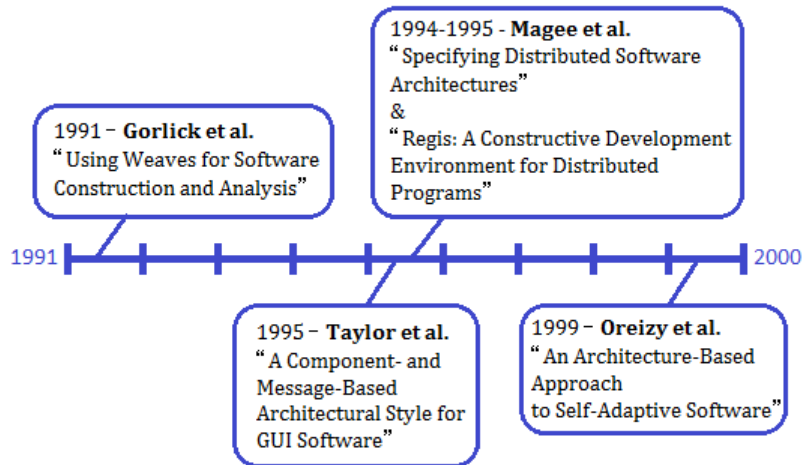 1994-1995 - Magee et al.
“Specifying Distributed Software
Architectures”
&
“Regis: A Constructive Development
Environment for Distributed
Programs”
1991 – Gorlick et al.
“Using Weaves for Software
Construction and Analysis”
1991
2000
1995 – Taylor et al.
“A Component- and
Message-Based
Architectural Style for
GUI Software”
1999 – Oreizy et al.
“An Architecture-Based
Approach
to Self-Adaptive Software”